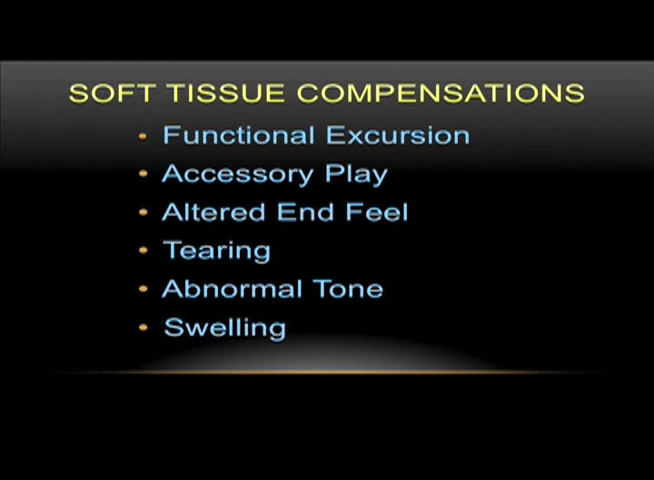 SOFT TISSUE COMPENSATIONS
• Functional Excursion
• Accessory Play
• Altered End Feel
• Tearing
• Abnormal Tone
• Swelling